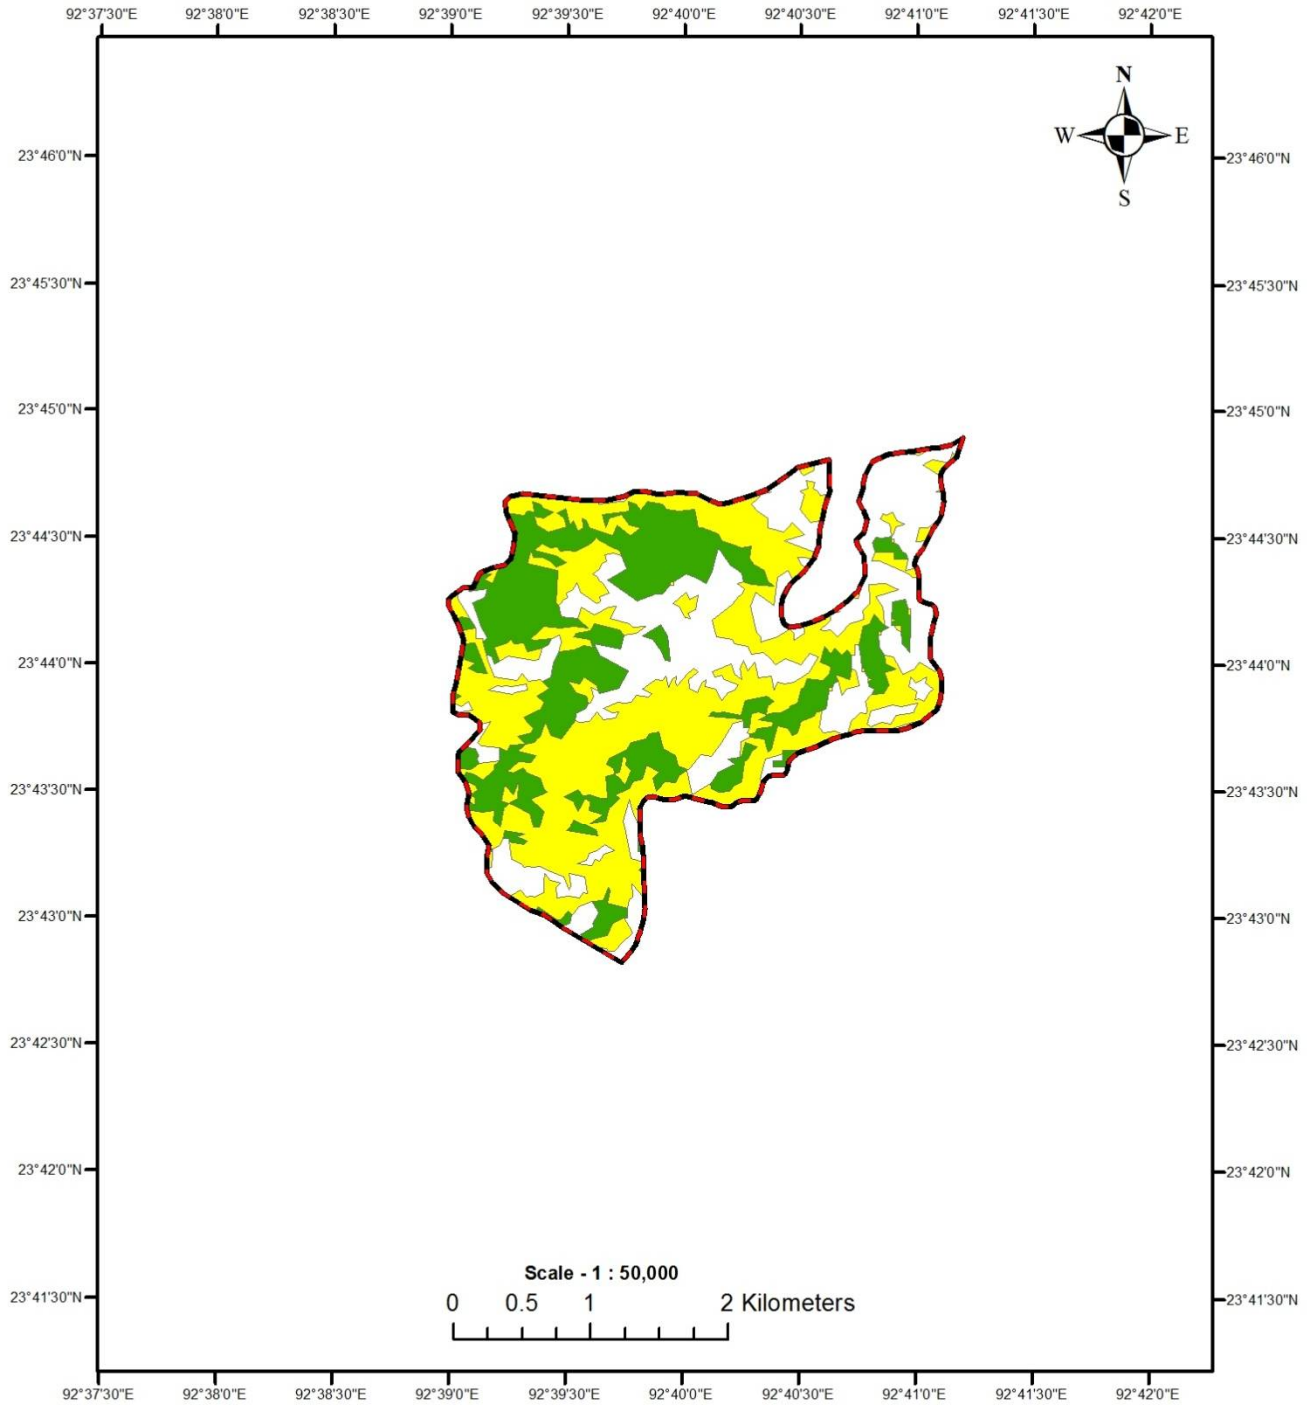 92°37'30"E 92°38'0"E 92°38'30"E 92°39'0"E 92°39'30"E 92°40'0"E 92°40'30"E 92°41'0"E 92°41'30"E 92°42'0"E
N
W E
S
23°46'0"N 23°46'0"N
23°45'30"N 23°45'30"N
23°45'0"N 23°45'0"N
23°44'30"N 23°44'30"N
23°44'0"N 23°44'0"N
23°43'30"N 23°43'30"N
23°43'0"N 23°43'0"N
23°42'30"N 23°42'30"N
23°42'0"N 23°42'0"N
23°41'30"N 23°41'30"N
Scale - 1 : 50,000
0 0.5 1 2 Kilometers
92°37'30"E 92°38'0"E 92°38'30"E 92°39'0"E 92°39'30"E 92°40'0"E 92°40'30"E 92°41'0"E 92°41'30"E 92°42'0"E